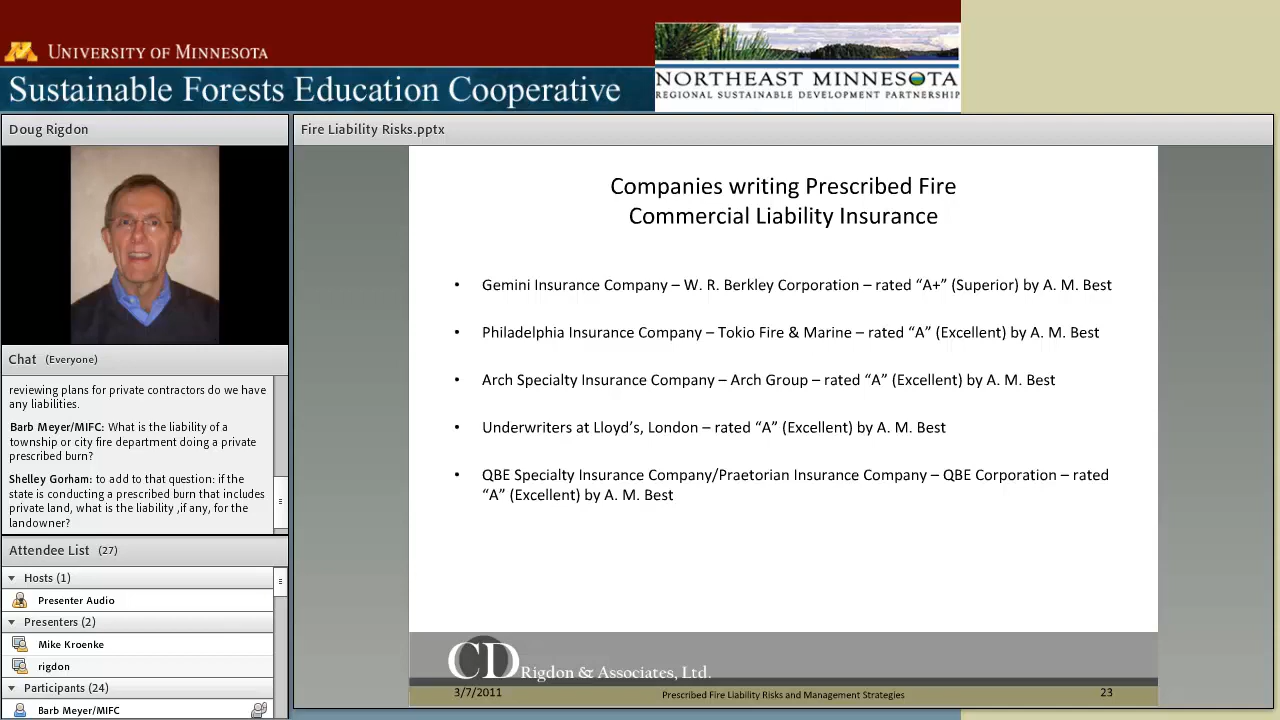 UNIVERSITY OF MINNESOTA
Sustainable Forests Education Cooperative
NORTHEAST MINNESOTA
REGIONAL SUSTAINABLE DEVELOPMENT PARTNERSHIP
Doug Rigdon
Chat (Everyone)
reviewing plans for private contractors do we have
any liabilities.
Barb Meyer/MIFC: What is the liability of a
township or city fire department doing a private
prescribed burn?
Shelley Gorham: to add to that question: if the
state is conducting a prescribed burn that includes
private land, what is the liability ,if any, for the
landowner?
Attendee List (27)
Hosts (1)
Presenter Audio
Presenters (2)
Mike Kroenke
rigdon
Participants (24)
Barb Meyer/MIFC
Fire Liability Risks.pptx
Companies writing Prescribed Fire
Commercial Liability Insurance
• Gemini Insurance Company – W. R. Berkley Corporation – rated “A+” (Superior) by A. M. Best
• Philadelphia Insurance Company – Tokio Fire & Marine – rated “A” (Excellent) by A. M. Best
• Arch Specialty Insurance Company – Arch Group – rated “A” (Excellent) by A. M. Best
• Underwriters at Lloyd’s, London – rated “A” (Excellent) by A. M. Best
• QBE Specialty Insurance Company/Praetorian Insurance Company – QBE Corporation – rated
“A” (Excellent) by A. M. Best
CD Rigdon & Associates, Ltd.
3/7/2011 Prescribed Fire Liability Risks and Management Strategies 23